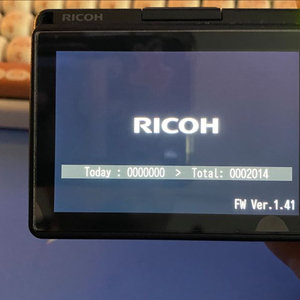 RICOH
RICOH
Today : 0000000 > Total: 0002014
FW Ver.1.41